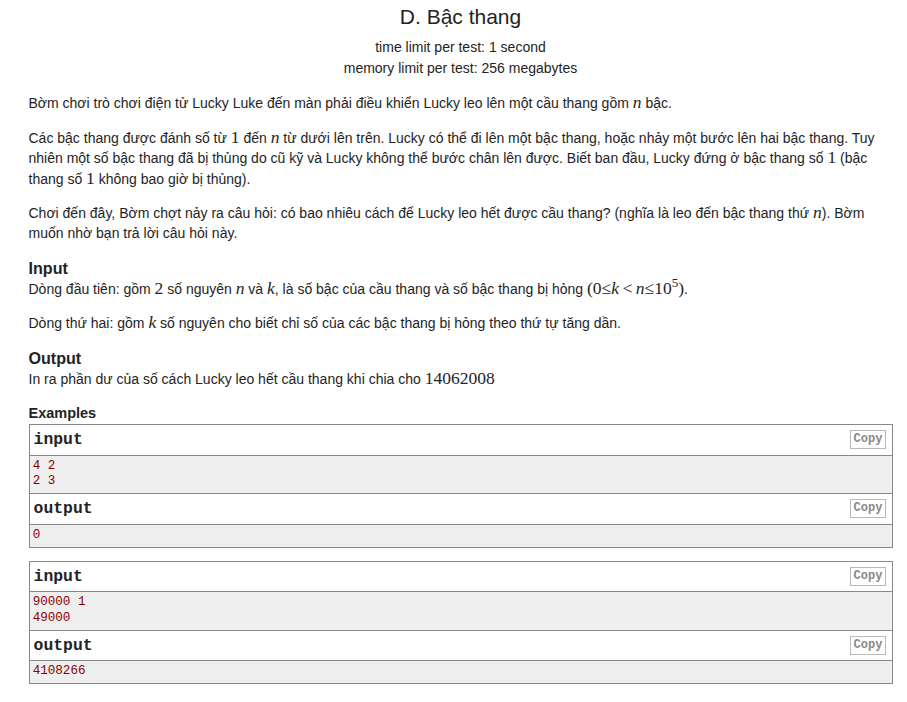 D. Bậc thang
time limit per test: 1 second
memory limit per test: 256 megabytes
Bờm chơi trò chơi điện tử Lucky Luke đến màn phải điều khiển Lucky leo lên một cầu thang gồm n bậc.
Các bậc thang được đánh số từ 1 đến n từ dưới lên trên. Lucky có thể đi lên một bậc thang, hoặc nhảy một bước lên hai bậc thang. Tuy
nhiên một số bậc thang đã bị thủng do cũ kỹ và Lucky không thể bước chân lên được. Biết ban đầu, Lucky đứng ở bậc thang số 1 (bậc
thang số 1 không bao giờ bị thủng).
Chơi đến đây, Bờm chợt nảy ra câu hỏi: có bao nhiêu cách để Lucky leo hết được cầu thang? (nghĩa là leo đến bậc thang thứ n). Bờm
muốn nhờ bạn trả lời câu hỏi này.
Input
Dòng đầu tiên: gồm 2 số nguyên n và k, là số bậc của cầu thang và số bậc thang bị hỏng (0≤k < n≤10⁵).
Dòng thứ hai: gồm k số nguyên cho biết chỉ số của các bậc thang bị hỏng theo thứ tự tăng dần.
Output
In ra phần dư của số cách Lucky leo hết cầu thang khi chia cho 14062008
Examples
input
Copy
4 2
2 3
output
Copy
0
input
Copy
90000 1
49000
output
Copy
4108266